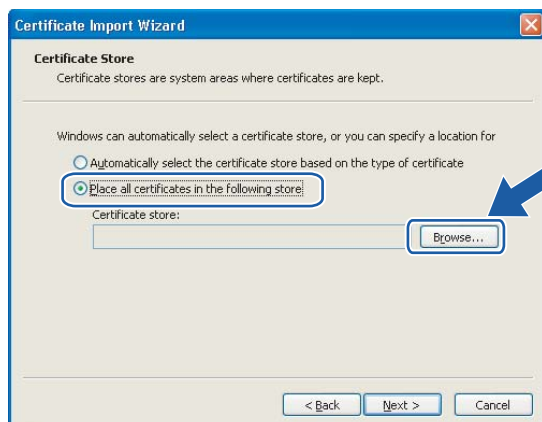 Certificate Import Wizard
Certificate Store
Certificate stores are system areas where certificates are kept.
Windows can automatically select a certificate store, or you can specify a location for
Automatically select the certificate store based on the type of certificate
Place all certificates in the following store
Certificate store:
Browse...
< Back
Next >
Cancel